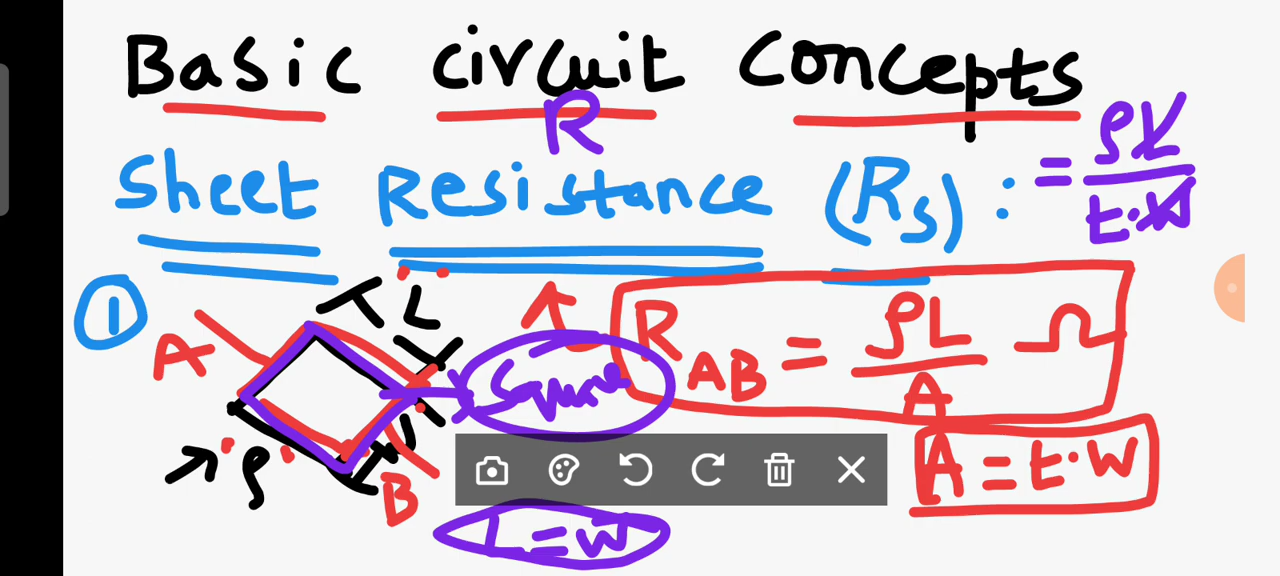 Basic circuit Concepts
R
Sheet Resistance (Rs) : = ρL / t·W
① L
A Square R_AB = ρL / A Ω
ρ B A = t·W
L = W